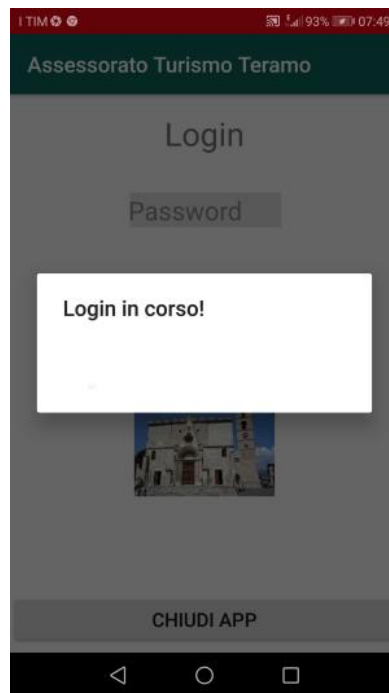 I TIM 93% 07:49
Assessorato Turismo Teramo
Login
Password
Login in corso!
CHIUDI APP